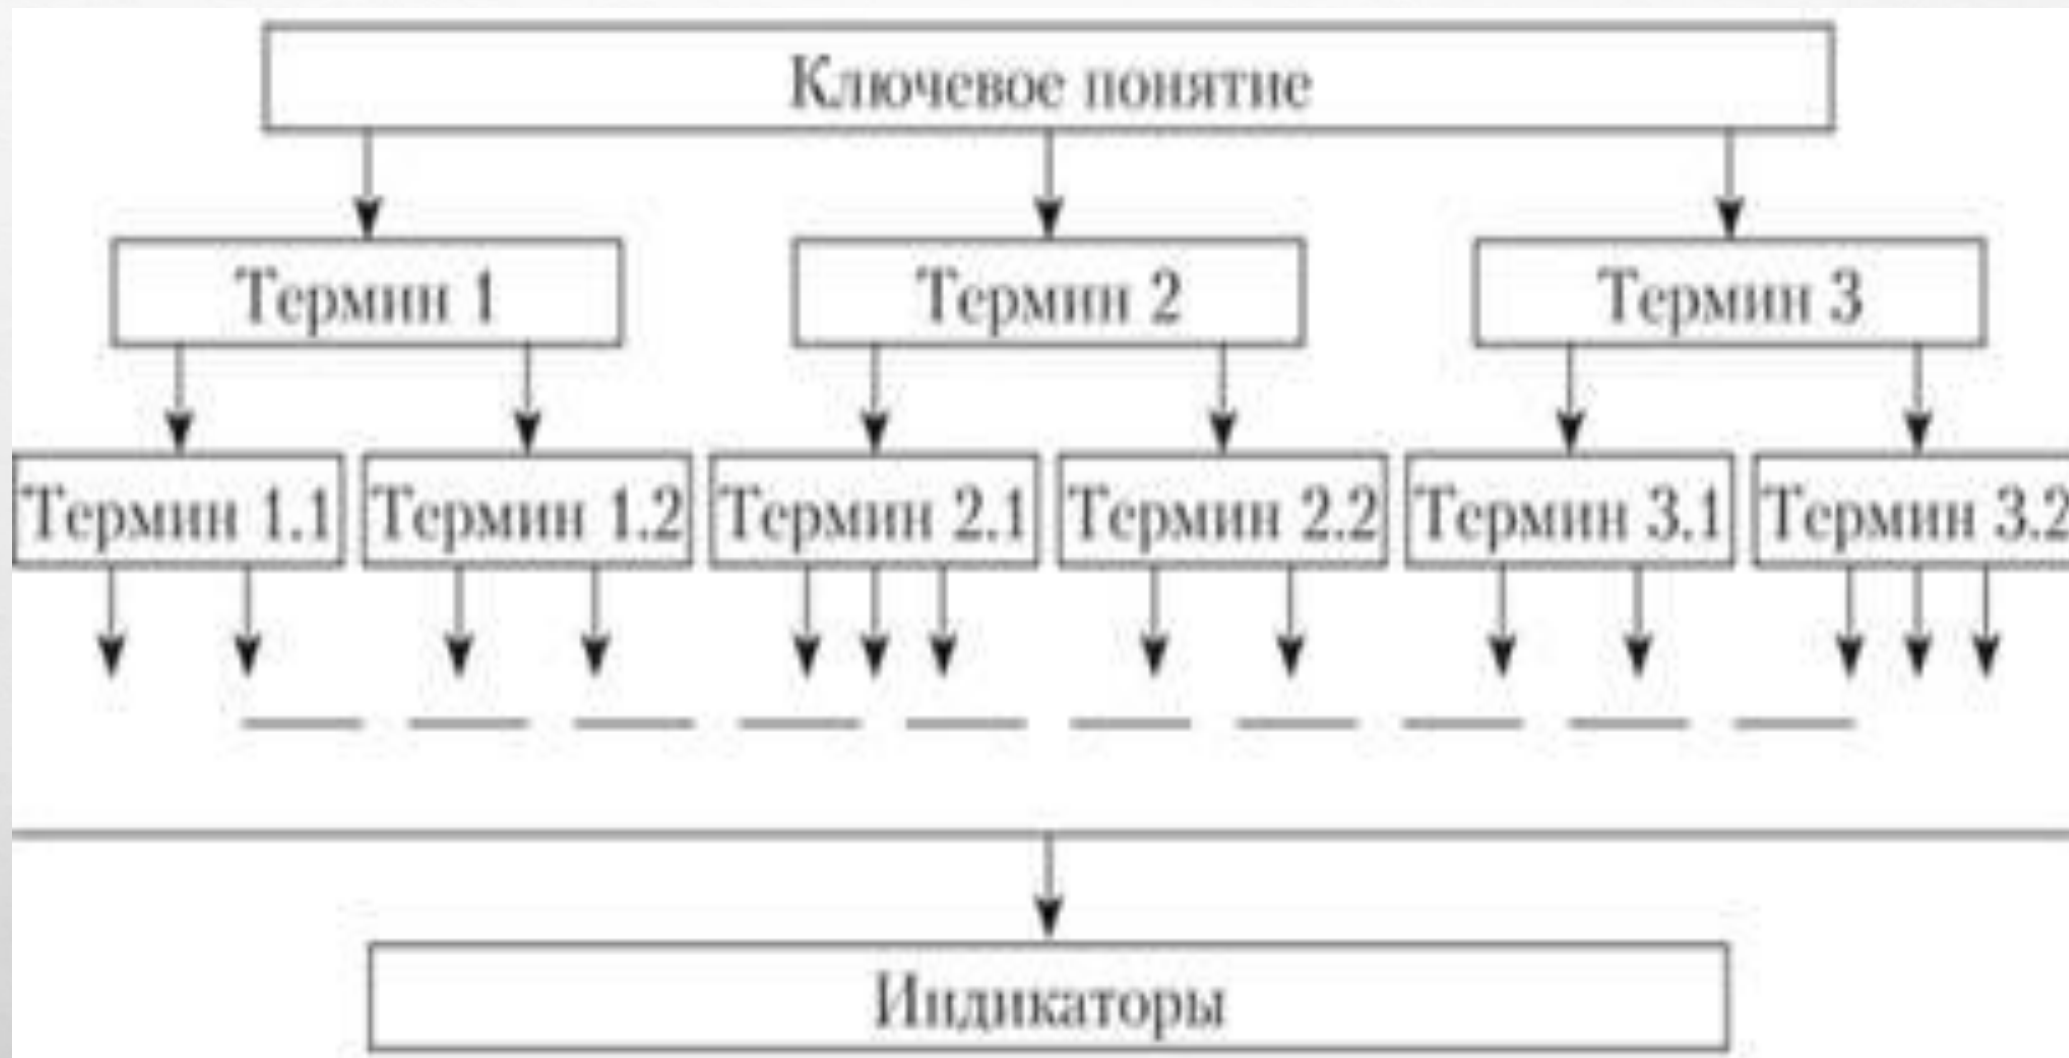 Ключевое понятие
Термин 1 Термин 2 Термин 3
Термин 1.1 Термин 1.2 Термин 2.1 Термин 2.2 Термин 3.1 Термин 3.2
Индикаторы